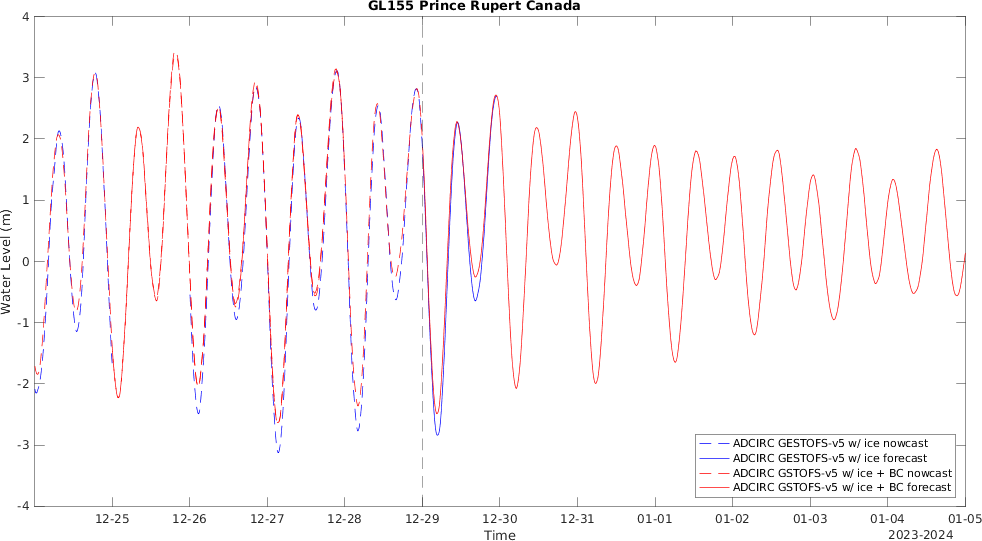 GL155 Prince Rupert Canada
4
3
2
1
0
-1
-2
-3
-4
Water Level (m)
ADCIRC GESTOFS-v5 w/ ice nowcast
ADCIRC GESTOFS-v5 w/ ice forecast
ADCIRC GSTOFS-v5 w/ ice + BC nowcast
ADCIRC GSTOFS-v5 w/ ice + BC forecast
12-25 12-26 12-27 12-28 12-29 12-30 12-31 01-01 01-02 01-03 01-04 01-05
Time
2023-2024